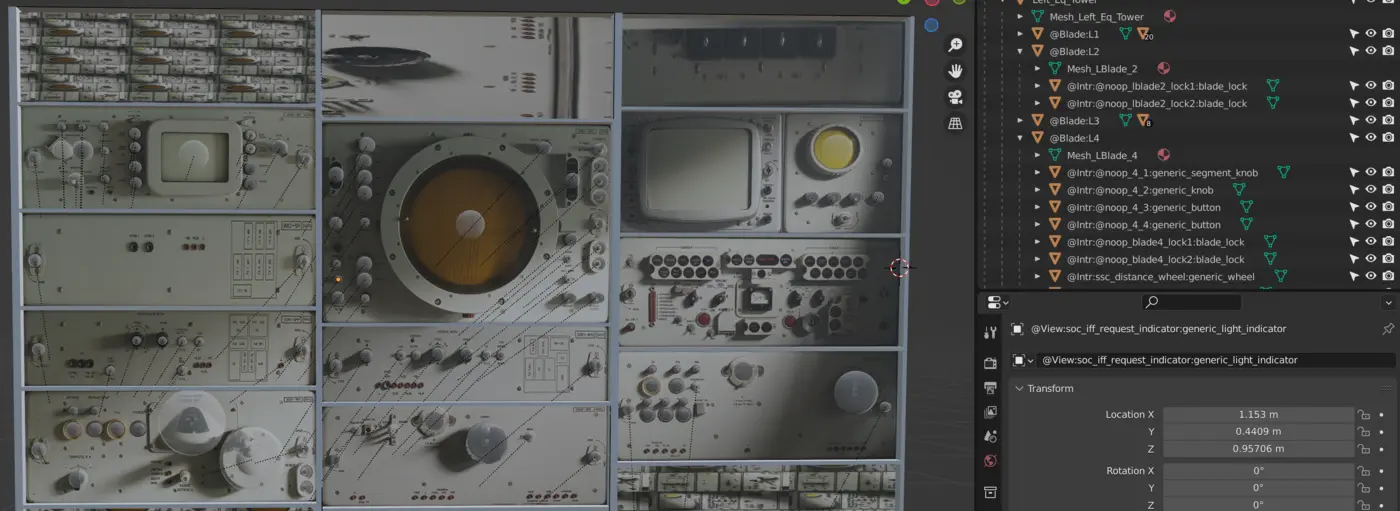 Left_Eq_Tower
Mesh_Left_Eq_Tower
@Blade:L1
20
@Blade:L2
Mesh_LBlade_2
@Intr:@noop_lblade2_lock1:blade_lock
@Intr:@noop_lblade2_lock2:blade_lock
@Blade:L3
8
@Blade:L4
Mesh_LBlade_4
@Intr:@noop_4_1:generic_segment_knob
@Intr:@noop_4_2:generic_knob
@Intr:@noop_4_3:generic_button
@Intr:@noop_4_4:generic_button
@Intr:@noop_blade4_lock1:blade_lock
@Intr:@noop_blade4_lock2:blade_lock
@Intr:ssc_distance_wheel:generic_wheel
@View:soc_iff_request_indicator:generic_light_indicator
@View:soc_iff_request_indicator:generic_light_indicator
Transform
Location X 1.153 m
Y 0.4409 m
Z 0.95706 m
Rotation X 0°
Y 0°
Z 0°